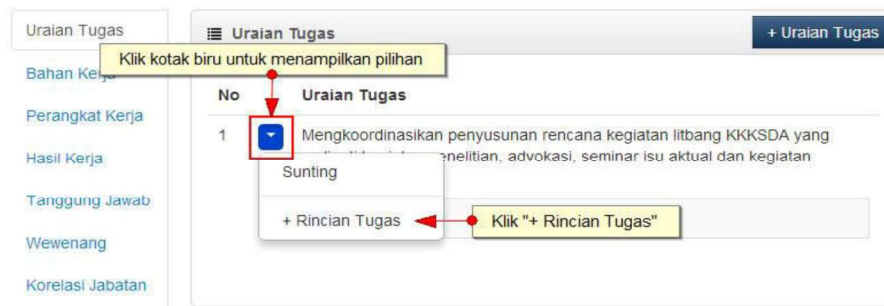 Uraian Tugas
Uraian Tugas
+ Uraian Tugas
Klik kotak biru untuk menampilkan pilihan
Bahan
No Uraian Tugas
Perangkat Kerja
1 Mengkoordinasikan penyusunan rencana kegiatan litbang KKKSDA yang
Hasil Kerja
advokasi, seminar isu aktual dan kegiatan
Sunting
Tanggung Jawab
+ Rincian Tugas
Klik "+ Rincian Tugas"
Wewenang
Korelasi Jabatan